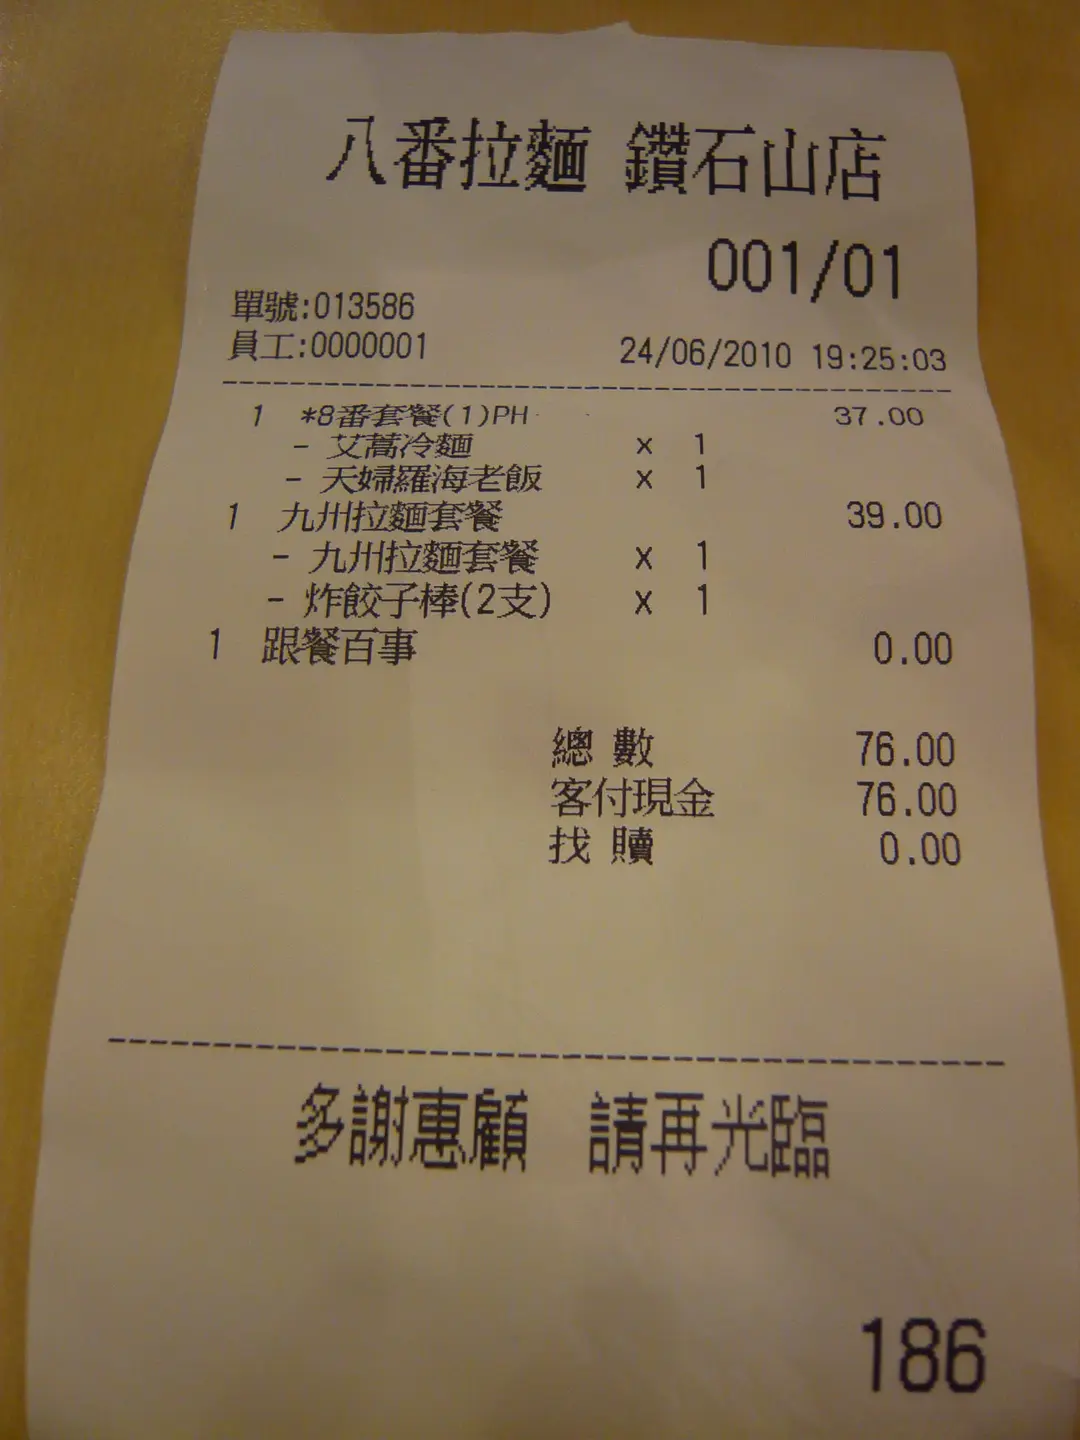 八番拉麵 鑽石山店
001/01
單號:013586
員工:0000001 24/06/2010 19:25:03
1 *8番套餐(1)PH 37.00
- 艾蒿冷麵 x 1
- 天婦羅海老飯 x 1
1 九州拉麵套餐 39.00
- 九州拉麵套餐 x 1
- 炸餃子棒(2支) x 1
1 跟餐百事 0.00
總 數 76.00
客付現金 76.00
找 贖 0.00
多謝惠顧 請再光臨
186